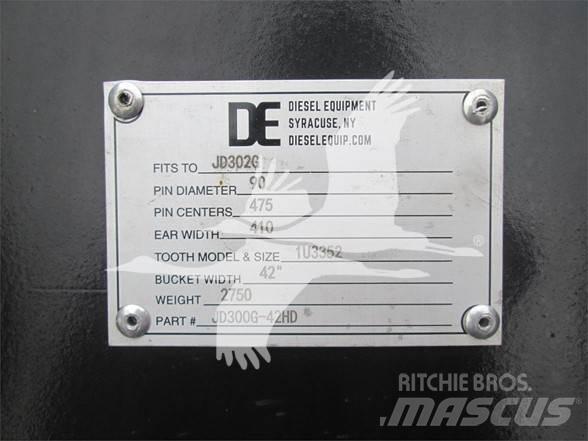 DE
DIESEL EQUIPMENT
SYRACUSE, NY
DIESELEQUIP.COM
FITS TO JD302G
PIN DIAMETER 90
PIN CENTERS 475
EAR WIDTH 410
TOOTH MODEL & SIZE 1U3352
BUCKET WIDTH 42"
WEIGHT 2750
PART # JD300G-42HD
RITCHIE BROS.
MASCUS